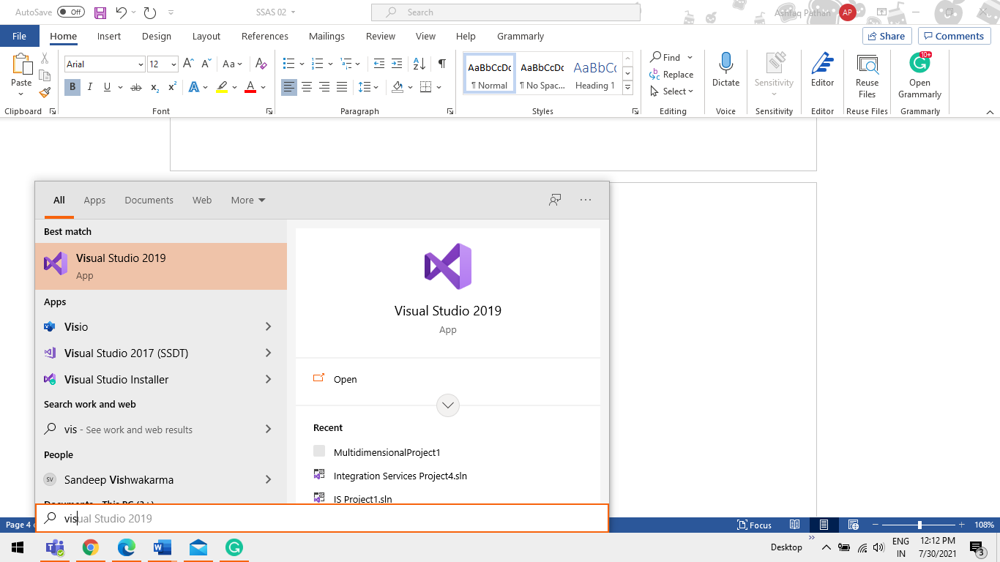 AutoSave Off SSAS 02 Search Ashfaq Pathan AP
File Home Insert Design Layout References Mailings Review View Help Grammarly Share Comments
Arial 12 Aa
Paste
B I U ab x2 x2 A A
AaBbCcDc AaBbCcDc AaBbCc
¶ Normal ¶ No Spac... Heading 1
Find
Replace
Select
Dictate
Sensitivity
Editor
Reuse
Files
10+
Open
Grammarly
Clipboard Font Paragraph Styles Editing Voice Sensitivity Editor Reuse Files Grammarly
All Apps Documents Web More
Best match
Visual Studio 2019
App
Apps
Visio
Visual Studio 2017 (SSDT)
Visual Studio Installer
Search work and web
vis - See work and web results
People
SV Sandeep Vishwakarma
Documents - This PC (3+)
Visual Studio 2019
App
Open
Recent
MultidimensionalProject1
Integration Services Project4.sln
IS Project1.sln
visual Studio 2019
Page 4
Focus 108%
Desktop ENG
IN
12:12 PM
7/30/2021
3